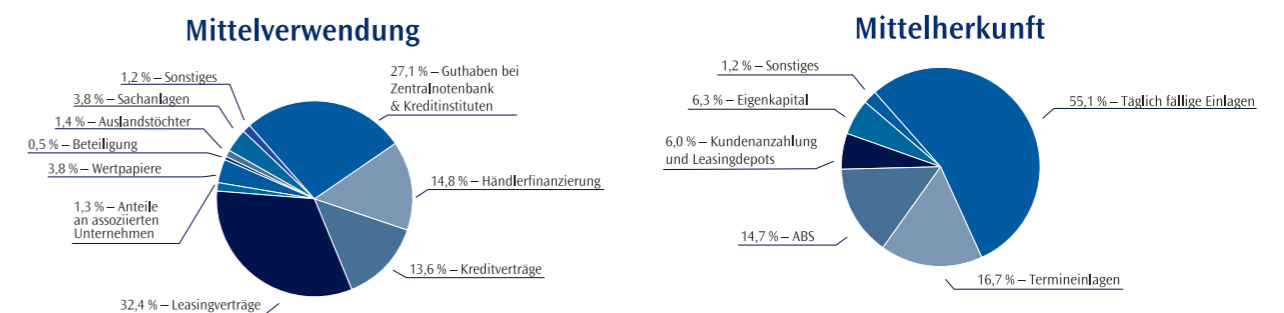 Mittelverwendung
27,1 % – Guthaben bei
Zentralnotenbank
& Kreditinstituten
14,8 % – Händlerfinanzierung
13,6 % – Kreditverträge
32,4 % – Leasingverträge
1,3 % – Anteile
an assoziierten
Unternehmen
3,8 % – Wertpapiere
0,5 % – Beteiligung
1,4 % – Auslandstöchter
3,8 % – Sachanlagen
1,2 % – Sonstiges
Mittelherkunft
55,1 % – Täglich fällige Einlagen
16,7 % – Termineinlagen
14,7 % – ABS
6,0 % – Kundenanzahlung
und Leasingdepots
6,3 % – Eigenkapital
1,2 % – Sonstiges